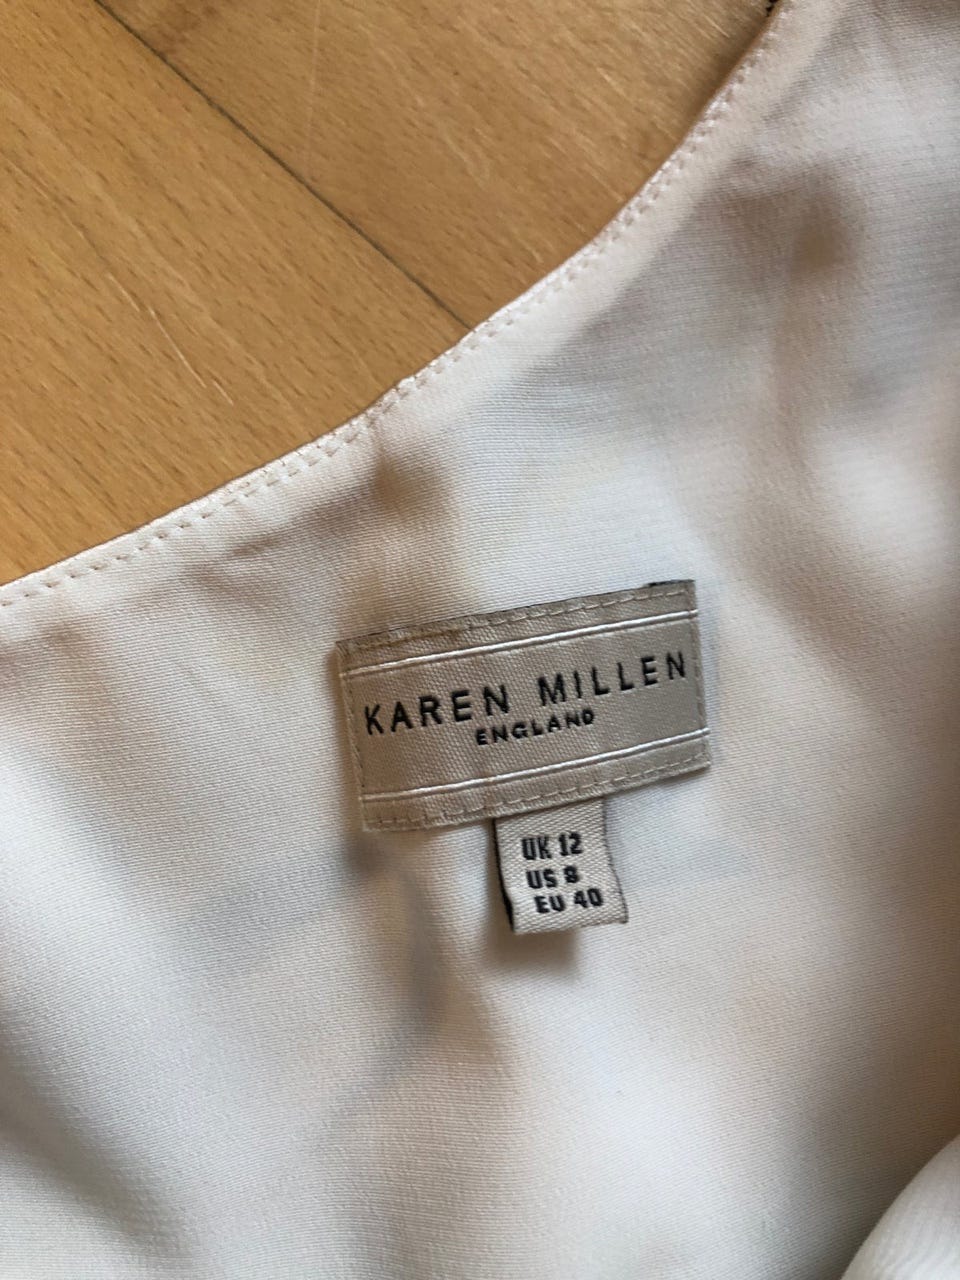 KAREN MILLEN
ENGLAND
UK 12
US 8
EU 40